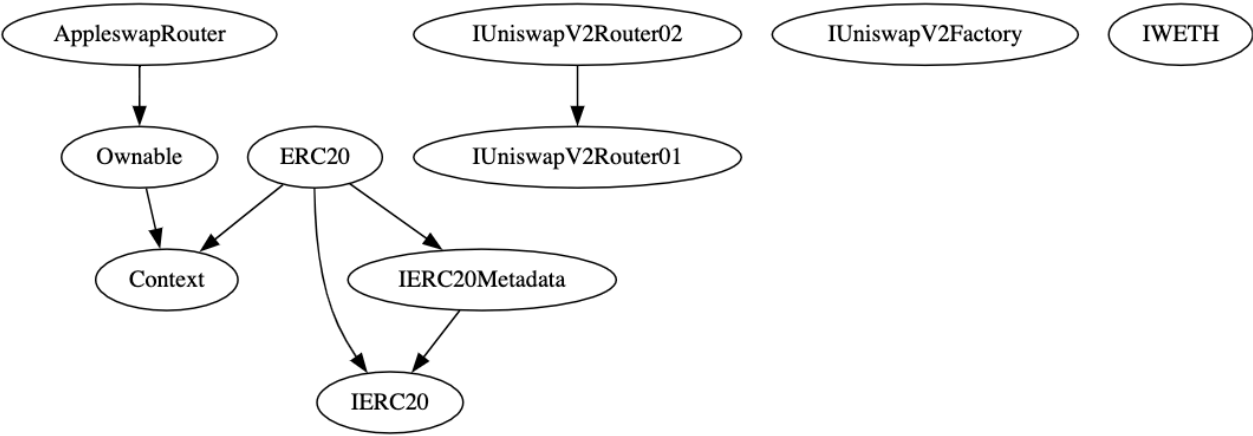 AppleswapRouter
IUniswapV2Router02
IUniswapV2Factory
IWETH
Ownable
ERC20
IUniswapV2Router01
Context
IERC20Metadata
IERC20